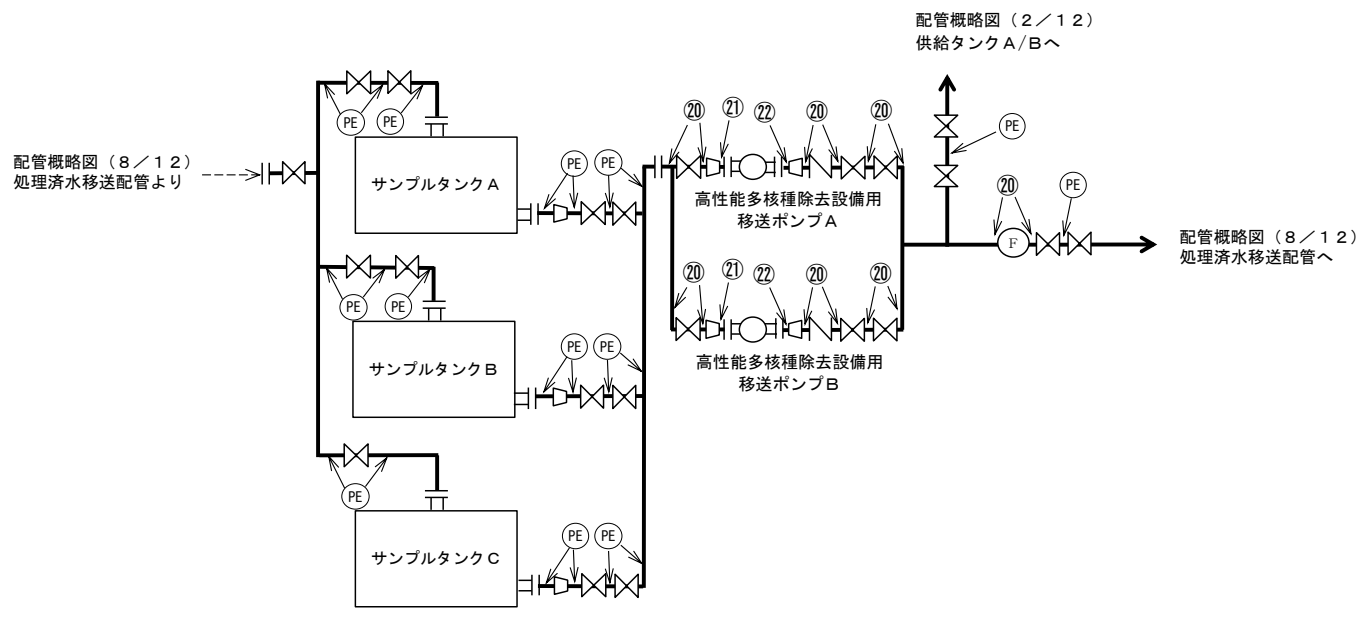 配管概略図（２／１２）
供給タンクＡ/Ｂへ
PE
PE
⑳
㉑
㉒
⑳
⑳
PE
配管概略図（８／１２）
処理済水移送配管より
サンプルタンクＡ
PE
PE
高性能多核種除去設備用
移送ポンプＡ
⑳
PE
F
配管概略図（８／１２）
処理済水移送配管へ
PE
PE
⑳
㉑
㉒
⑳
⑳
サンプルタンクＢ
PE
PE
高性能多核種除去設備用
移送ポンプＢ
PE
サンプルタンクＣ
PE
PE